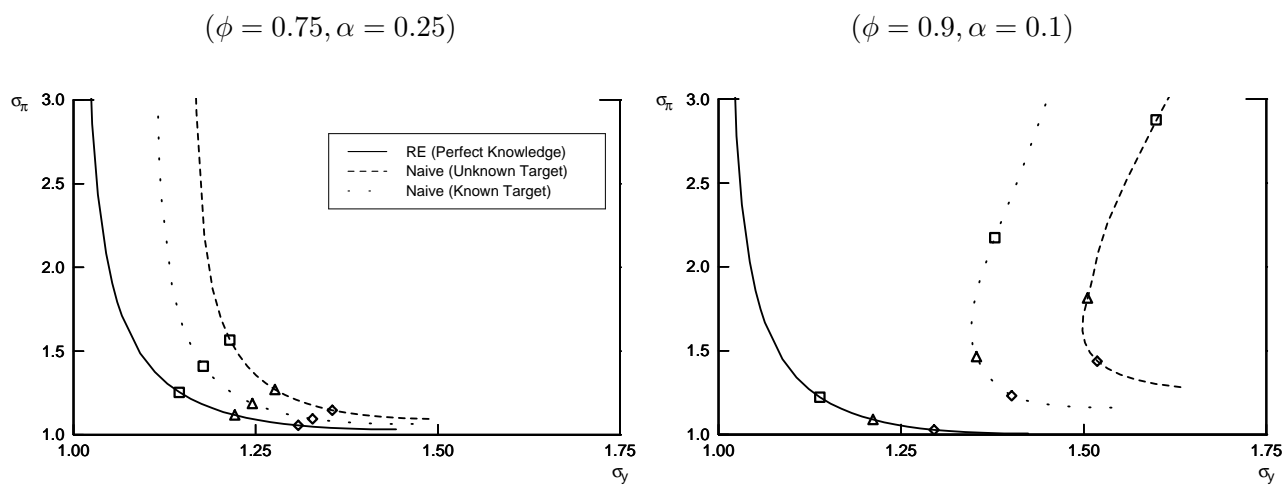 (ϕ = 0.75, α = 0.25)
(ϕ = 0.9, α = 0.1)
σπ
3.0
2.5
2.0
1.5
1.0
1.00
1.25
1.50
1.75
σy
RE (Perfect Knowledge)
Naive (Unknown Target)
Naive (Known Target)
σπ
3.0
2.5
2.0
1.5
1.0
1.00
1.25
1.50
1.75
σy